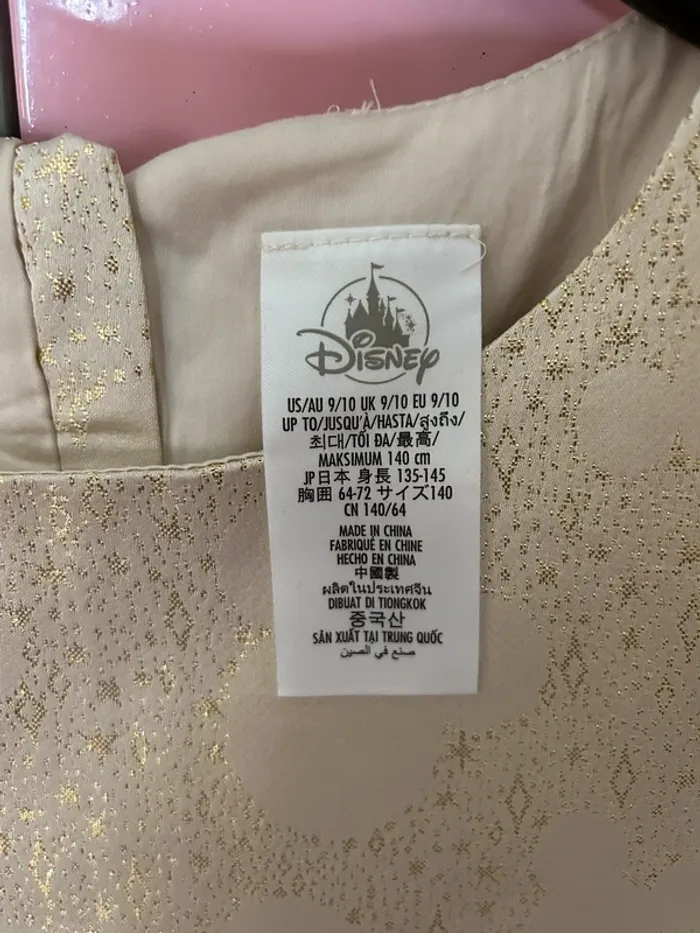 Disney
US/AU 9/10 UK 9/10 EU 9/10
UP TO/JUSQU'À/HASTA/สูงถึง/
최대/TỐI ĐA/最高/
MAKSIMUM 140 cm
JP日本 身長 135-145
胸囲 64-72 サイズ140
CN 140/64
MADE IN CHINA
FABRIQUÉ EN CHINE
HECHO EN CHINA
中國製
ผลิตในประเทศจีน
DIBUAT DI TIONGKOK
중국산
SẢN XUẤT TẠI TRUNG QUỐC
صنع في الصين